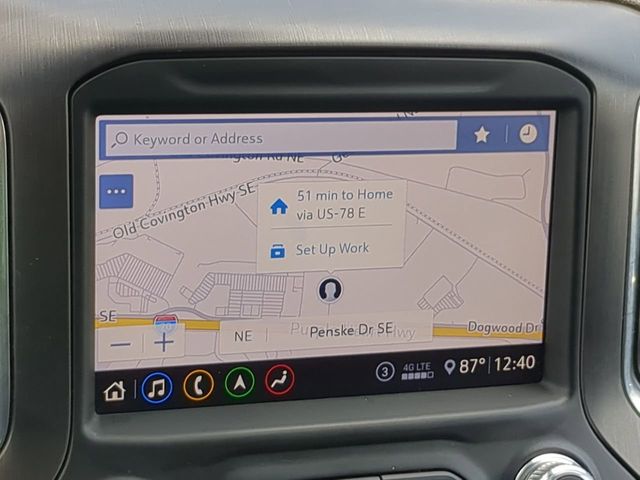 Keyword or Address
Old Covington Hwy SE
51 min to Home
via US-78 E
Set Up Work
SE
NE
Penske Dr SE
Hwy
Dogwood Dr
3
4G LTE
87° 12:40